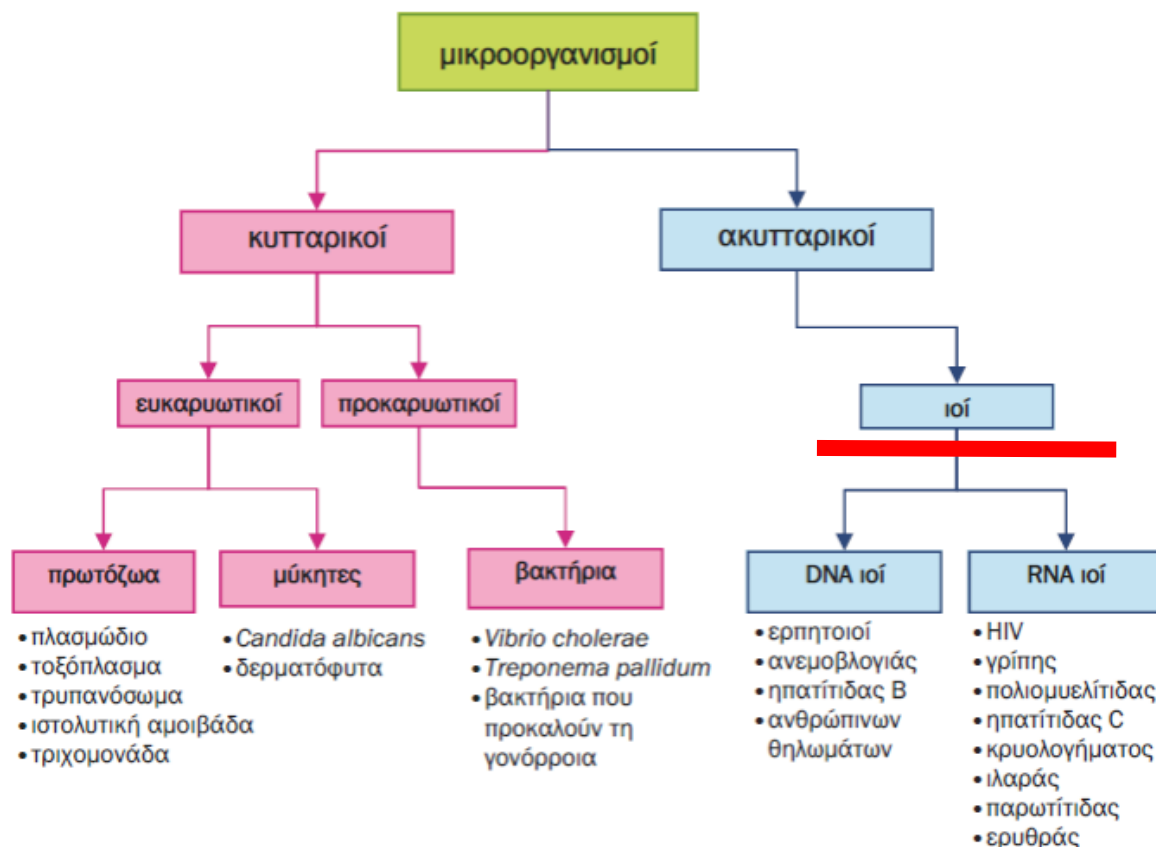 μικροοργανισμοί
κυτταρικοί
ακυτταρικοί
ευκαρυωτικοί
προκαρυωτικοί
ιοί
πρωτόζωα
μύκητες
βακτήρια
DNA ιοί
RNA ιοί
•πλασμώδιο
•τοξόπλασμα
•τρυπανόσωμα
•ιστολυτική αμοιβάδα
•τριχομονάδα
•Candida albicans
•δερματόφυτα
•Vibrio cholerae
•Treponema pallidum
•βακτήρια που
προκαλούν τη
γονόρροια
•ερπητοιοί
•ανεμοβλογιάς
•ηπατίτιδας B
•ανθρώπινων
θηλωμάτων
•HIV
•γρίπης
•πολιομυελίτιδας
•ηπατίτιδας C
•κρυολογήματος
•ιλαράς
•παρωτίτιδας
•ερυθράς